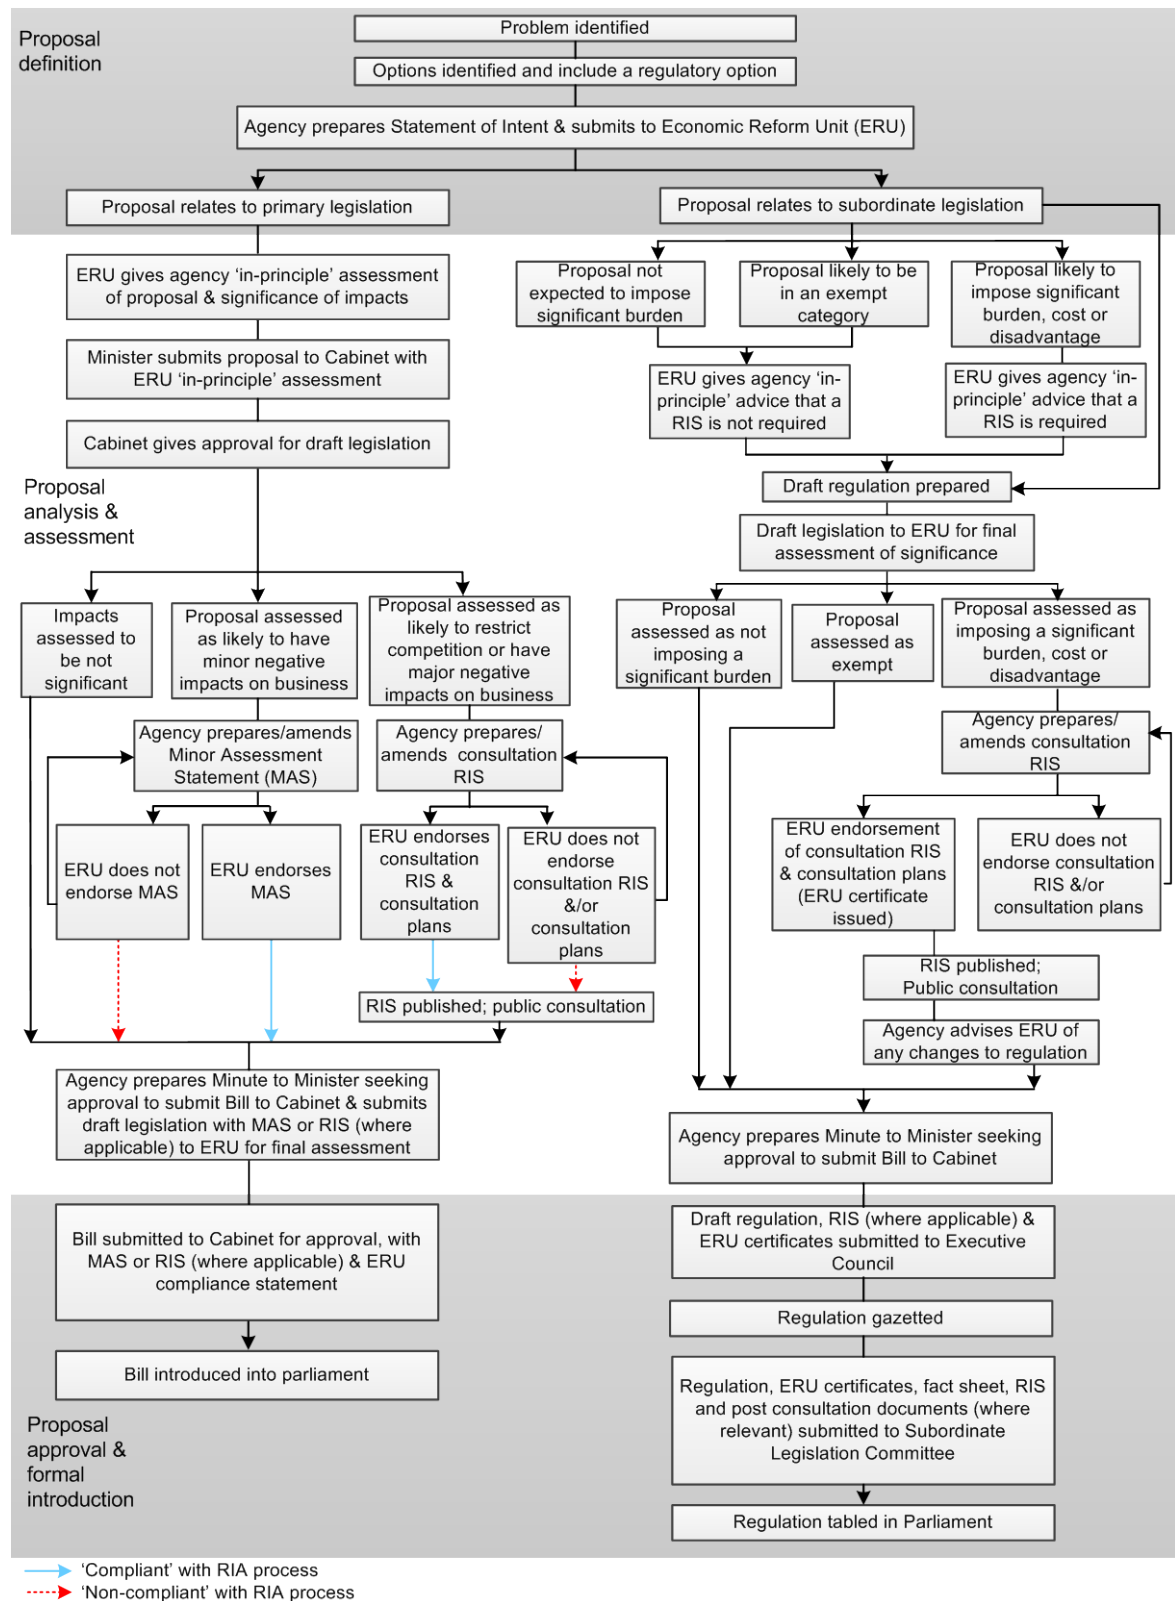 Proposal
definition
Problem identified
Options identified and include a regulatory option
Agency prepares Statement of Intent & submits to Economic Reform Unit (ERU)
Proposal relates to primary legislation
Proposal relates to subordinate legislation
ERU gives agency ‘in-principle’ assessment
of proposal & significance of impacts
Minister submits proposal to Cabinet with
ERU ‘in-principle’ assessment
Cabinet gives approval for draft legislation
Proposal not
expected to impose
significant burden
Proposal likely to be
in an exempt
category
Proposal likely to
impose significant
burden, cost or
disadvantage
ERU gives agency ‘in-
principle’ advice that a
RIS is not required
ERU gives agency ‘in-
principle’ advice that a
RIS is required
Draft regulation prepared
Draft legislation to ERU for final
assessment of significance
Proposal
analysis &
assessment
Impacts
assessed to
be not
significant
Proposal assessed
as likely to have
minor negative
impacts on business
Proposal assessed as
likely to restrict
competition or have
major negative
impacts on business
Agency prepares/amends
Minor Assessment
Statement (MAS)
Agency prepares/
amends consultation
RIS
ERU does not
endorse MAS
ERU endorses
MAS
ERU endorses
consultation
RIS &
consultation
plans
ERU does not
endorse
consultation RIS
&/or
consultation
plans
RIS published; public consultation
Agency prepares Minute to Minister seeking
approval to submit Bill to Cabinet & submits
draft legislation with MAS or RIS (where
applicable) to ERU for final assessment
Proposal
assessed as not
imposing a
significant burden
Proposal
assessed as
exempt
Proposal assessed as
imposing a significant
burden, cost or
disadvantage
Agency prepares/
amends consultation
RIS
ERU endorsement
of consultation RIS
& consultation plans
(ERU certificate
issued)
ERU does not
endorse consultation
RIS &/or
consultation plans
RIS published;
Public consultation
Agency advises ERU of
any changes to regulation
Agency prepares Minute to Minister seeking
approval to submit Bill to Cabinet
Bill submitted to Cabinet for approval, with
MAS or RIS (where applicable) & ERU
compliance statement
Bill introduced into parliament
Draft regulation, RIS (where applicable) &
ERU certificates submitted to Executive
Council
Regulation gazetted
Regulation, ERU certificates, fact sheet, RIS
and post consultation documents (where
relevant) submitted to Subordinate
Legislation Committee
Regulation tabled in Parliament
Proposal
approval &
formal
introduction
‘Compliant’ with RIA process
‘Non-compliant’ with RIA process